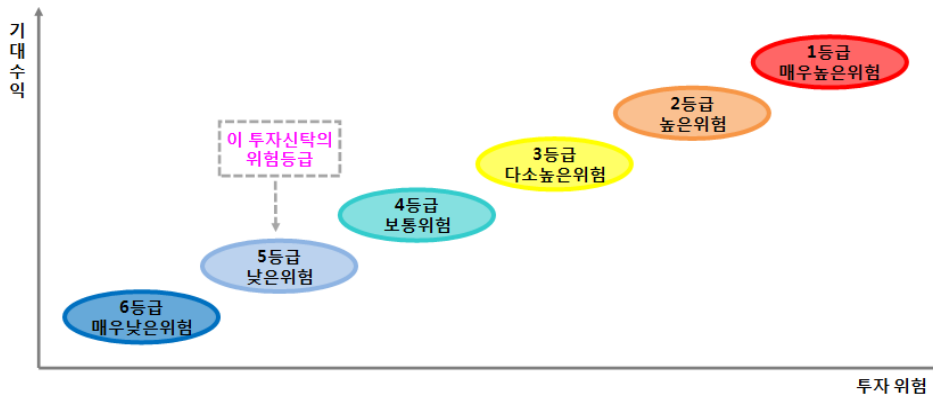 기대수익
1등급
매우높은위험
2등급
높은위험
이 투자신탁의
위험등급
3등급
다소높은위험
4등급
보통위험
5등급
낮은위험
6등급
매우낮은위험
투자 위험